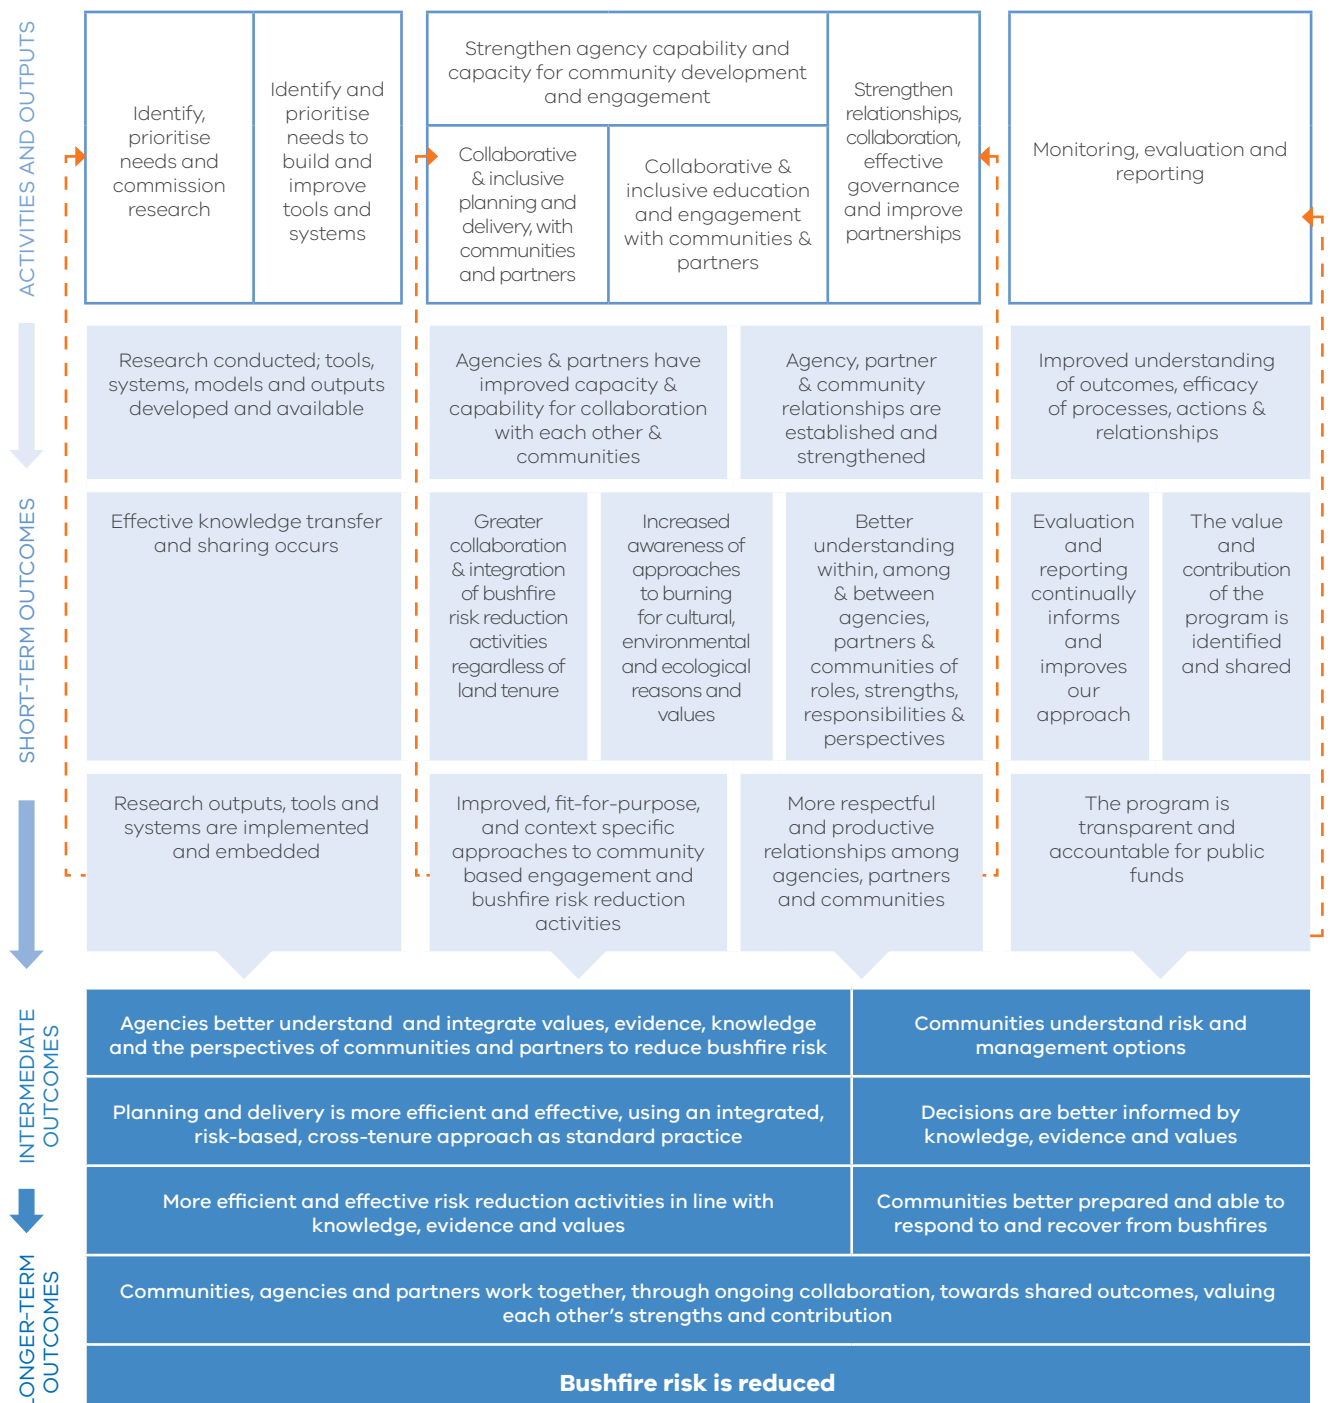 ACTIVITIES AND OUTPUTS
Identify,
prioritise
needs and
commission
research
Identify and
prioritise
needs to
build and
improve
tools and
systems
Strengthen agency capability and
capacity for community development
and engagement
Collaborative
& inclusive
planning and
delivery, with
communities
and partners
Collaborative &
inclusive education
and engagement
with communities &
partners
Strengthen
relationships,
collaboration,
effective
governance
and improve
partnerships
Monitoring, evaluation and
reporting
SHORT-TERM OUTCOMES
Research conducted; tools,
systems, models and outputs
developed and available
Agencies & partners have
improved capacity &
capability for collaboration
with each other &
communities
Agency, partner
& community
relationships are
established and
strengthened
Improved understanding
of outcomes, efficacy
of processes, actions &
relationships
Effective knowledge transfer
and sharing occurs
Greater
collaboration
& integration
of bushfire
risk reduction
activities
regardless of
land tenure
Increased
awareness of
approaches
to burning
for cultural,
environmental
and ecological
reasons and
values
Better
understanding
within, among
& between
agencies,
partners &
communities of
roles, strengths,
responsibilities &
perspectives
Evaluation
and
reporting
continually
informs
and
improves
our
approach
The value
and
contribution
of the
program is
identified
and shared
Research outputs, tools and
systems are implemented
and embedded
Improved, fit-for-purpose,
and context specific
approaches to community
based engagement and
bushfire risk reduction
activities
More respectful
and productive
relationships among
agencies, partners
and communities
The program is
transparent and
accountable for public
funds
INTERMEDIATE
OUTCOMES
Agencies better understand and integrate values, evidence, knowledge
and the perspectives of communities and partners to reduce bushfire risk
Communities understand risk and
management options
Planning and delivery is more efficient and effective, using an integrated,
risk-based, cross-tenure approach as standard practice
Decisions are better informed by
knowledge, evidence and values
More efficient and effective risk reduction activities in line with
knowledge, evidence and values
Communities better prepared and able to
respond to and recover from bushfires
LONGER-TERM
OUTCOMES
Communities, agencies and partners work together, through ongoing collaboration, towards shared outcomes, valuing
each other's strengths and contribution
Bushfire risk is reduced